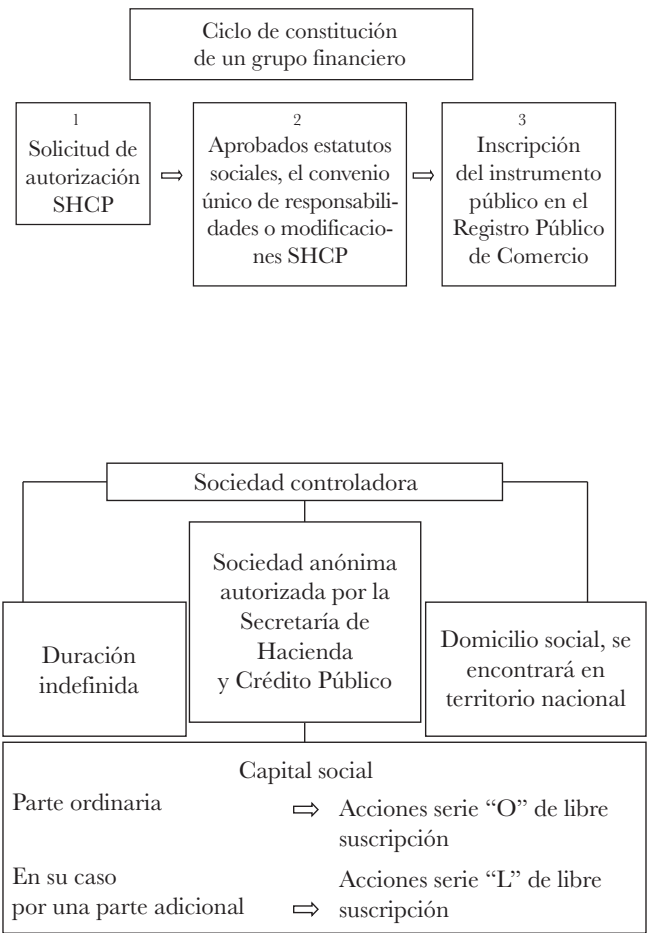 Ciclo de constitución
de un grupo financiero
1
Solicitud de
autorización
SHCP
⇨
2
Aprobados estatutos
sociales, el convenio
único de responsabili-
dades o modificacio-
nes SHCP
⇨
3
Inscripción
del instrumento
público en el
Registro Público
de Comercio
Sociedad controladora
Duración
indefinida
Sociedad anónima
autorizada por la
Secretaría de
Hacienda
y Crédito Público
Domicilio social, se
encontrará en
territorio nacional
Capital social
Parte ordinaria ⇨ Acciones serie “O” de libre
suscripción
En su caso Acciones serie “L” de libre
por una parte adicional ⇨ suscripción